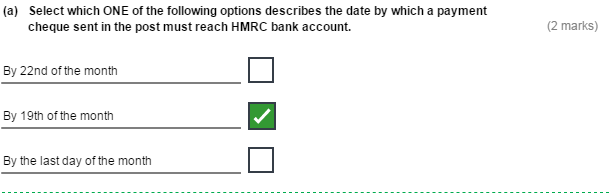 (a) Select which ONE of the following options describes the date by which a payment
cheque sent in the post must reach HMRC bank account. (2 marks)
By 22nd of the month
By 19th of the month
By the last day of the month